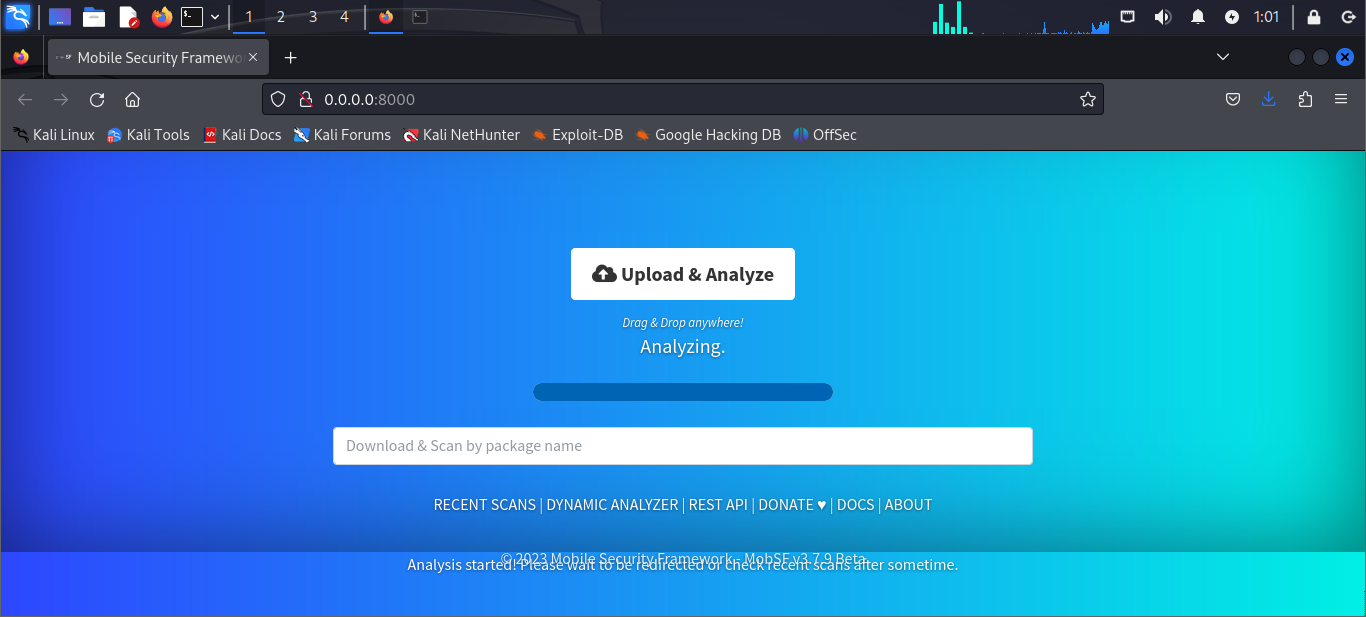 1 2 3 4 1:01
Mobile Security Framewo
0.0.0.0:8000
Kali Linux Kali Tools Kali Docs Kali Forums Kali NetHunter Exploit-DB Google Hacking DB OffSec
Upload & Analyze
Drag & Drop anywhere!
Analyzing.
Download & Scan by package name
RECENT SCANS | DYNAMIC ANALYZER | REST API | DONATE ♥ | DOCS | ABOUT
© 2023 Mobile Security Framework - MobSF v3.7.9 Beta
Analysis started! Please wait to be redirected or check recent scans after sometime.